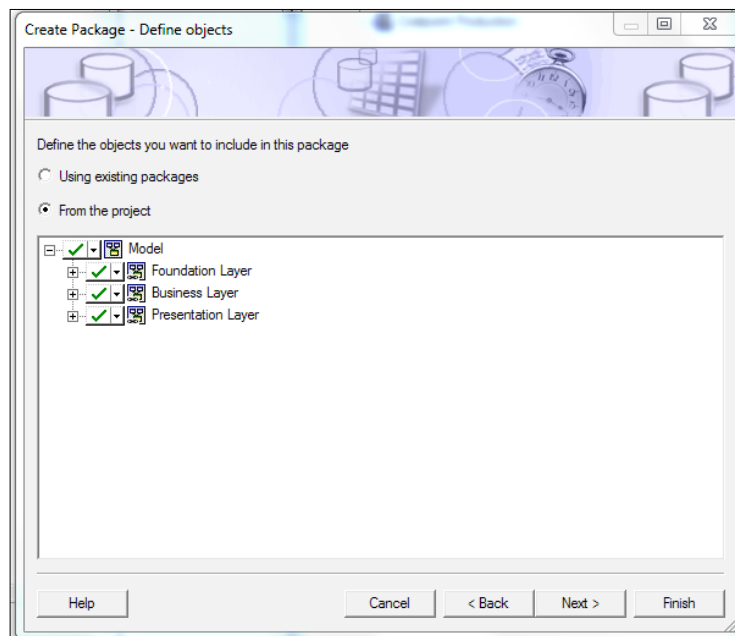 Create Package - Define objects
Define the objects you want to include in this package
Using existing packages
From the project
Model
Foundation Layer
Business Layer
Presentation Layer
Help
Cancel
< Back
Next >
Finish